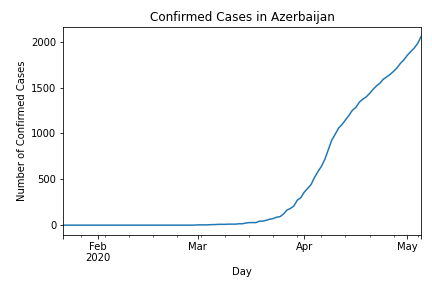 Confirmed Cases in Azerbaijan
Number of Confirmed Cases
2000
1500
1000
500
0
Feb
2020
Mar
Apr
May
Day